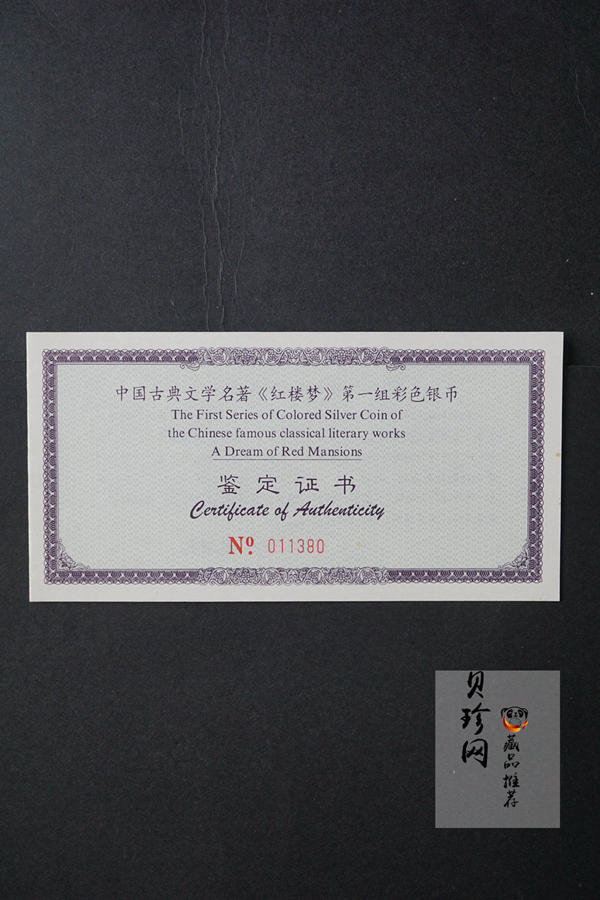 中国古典文学名著《红楼梦》第一组彩色银币
The First Series of Colored Silver Coin of
the Chinese famous classical literary works
A Dream of Red Mansions
鉴定证书
Certificate of Authenticity
Nº 011380
贝珍网
藏品推荐